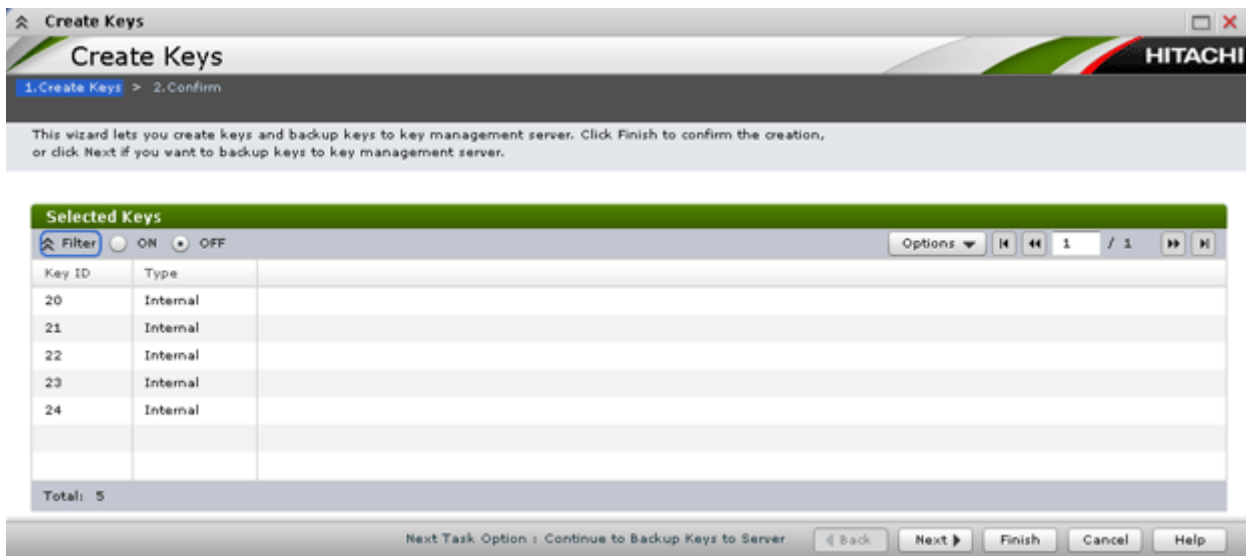 Create Keys
Create Keys
HITACHI
1.Create Keys > 2.Confirm
This wizard lets you create keys and backup keys to key management server. Click Finish to confirm the creation,
or click Next if you want to backup keys to key management server.
Selected Keys
Filter ON OFF Options 1 / 1
Key ID Type
20 Internal
21 Internal
22 Internal
23 Internal
24 Internal
Total: 5
Next Task Option : Continue to Backup Keys to Server Back Next Finish Cancel Help